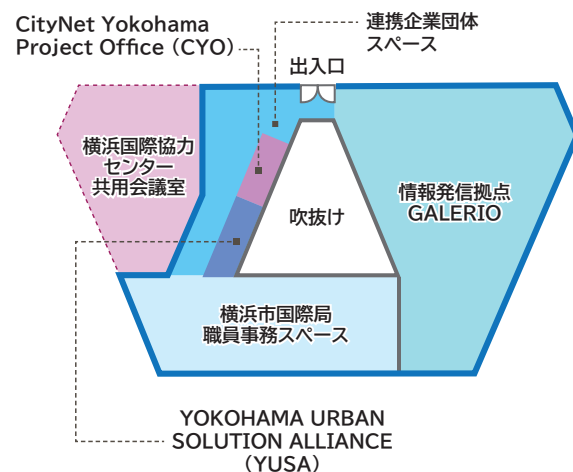 CityNet Yokohama
Project Office（CYO）
連携企業団体
スペース
出入口
横浜国際協力
センター
共用会議室
情報発信拠点
GALERIO
吹抜け
横浜市国際局
職員事務スペース
YOKOHAMA URBAN
SOLUTION ALLIANCE
（YUSA）